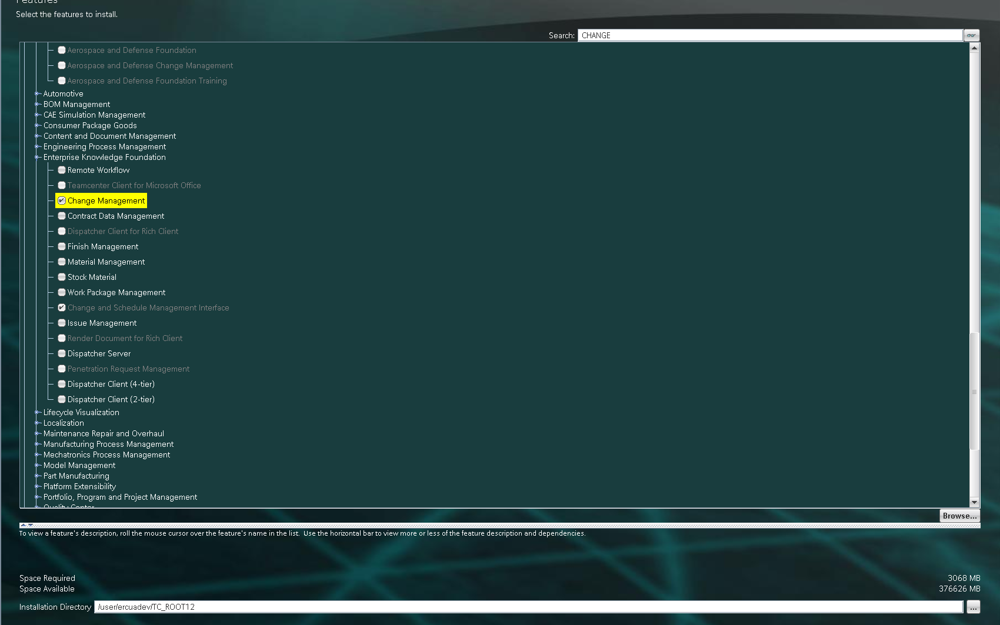 Features
Select the features to install.
Search: CHANGE
Aerospace and Defense Foundation
Aerospace and Defense Change Management
Aerospace and Defense Foundation Training
Automotive
BOM Management
CAE Simulation Management
Consumer Package Goods
Content and Document Management
Engineering Process Management
Enterprise Knowledge Foundation
Remote Workflow
Teamcenter Client for Microsoft Office
Change Management
Contract Data Management
Dispatcher Client for Rich Client
Finish Management
Material Management
Stock Material
Work Package Management
Change and Schedule Management Interface
Issue Management
Render Document for Rich Client
Dispatcher Server
Penetration Request Management
Dispatcher Client (4-tier)
Dispatcher Client (2-tier)
Lifecycle Visualization
Localization
Maintenance Repair and Overhaul
Manufacturing Process Management
Mechatronics Process Management
Model Management
Part Manufacturing
Platform Extensibility
Portfolio, Program and Project Management
Quality Center
Browse...
To view a feature's description, roll the mouse cursor over the feature's name in the list. Use the horizontal bar to view more or less of the feature description and dependencies.
Space Required 3068 MB
Space Available 376626 MB
Installation Directory /user/ercuadev/TC_ROOT12 ...